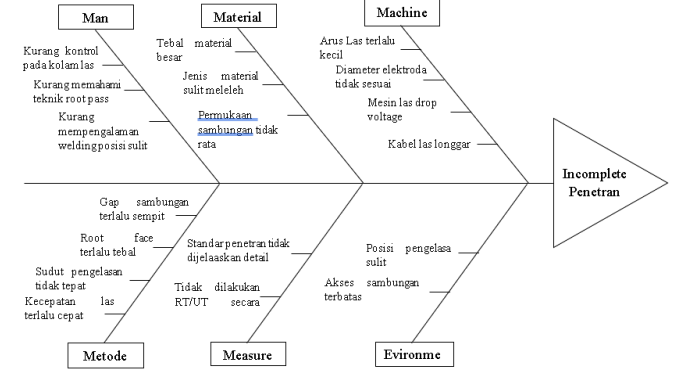 Man
Material
Machine
Kurang kontrol
pada kolam las
Kurang memahami
teknik root pass
Kurang
mempengalaman
welding posisi sulit
Tebal material
besar
Jenis material
sulit meleleh
Permukaan
sambungan tidak
rata
Arus Las terlalu
kecil
Diameter elektroda
tidak sesuai
Mesin las drop
voltage
Kabel las longgar
Incomplete
Penetran
Gap sambungan
terlalu sempit
Root face
terlalu tebal
Sudut pengelasan
tidak tepat
Kecepatan las
terlalu cepat
Standar penetran tidak
dijelaaskan detail
Tidak dilakukan
RT/UT secara
Posisi pengelasa
sulit
Akses sambungan
terbatas
Metode
Measure
Evironme